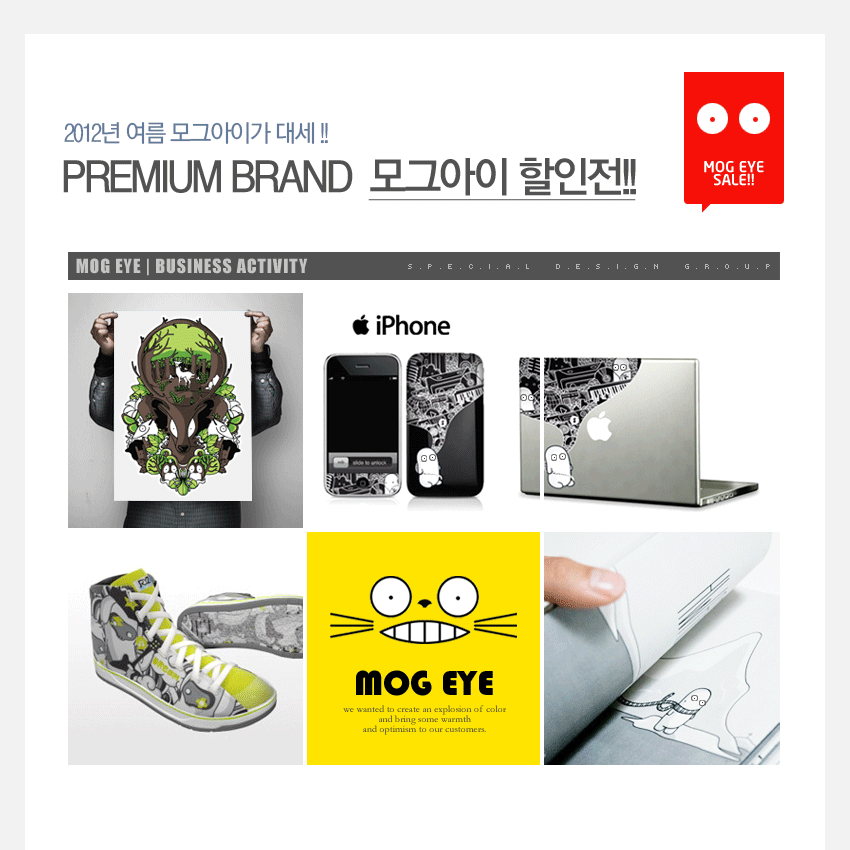 2012년 여름 모그아이가 대세 !!
PREMIUM BRAND 모그아이 할인전!!
MOG EYE
SALE!!
MOG EYE | BUSINESS ACTIVITY
S.P.E.C.I.A.L D.E.S.I.G.N G.R.O.U.P
iPhone
slide to unlock
MOG EYE
we wanted to create an explosion of color
and bring some warmth
and optimism to our customers.